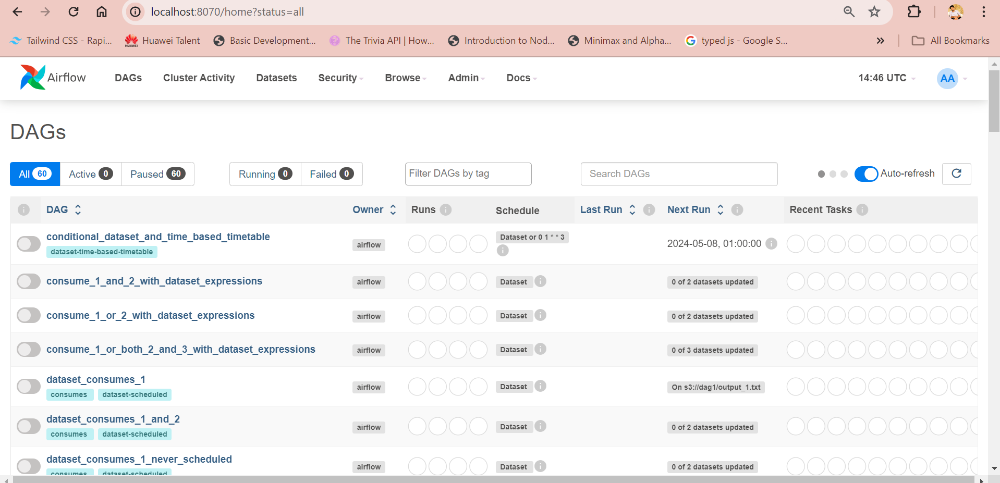 localhost:8070/home?status=all
Tailwind CSS - Rapi...
Huawei Talent
Basic Development...
The Trivia API | How...
Introduction to Nod...
Minimax and Alpha...
typed js - Google S...
All Bookmarks
Airflow
DAGs
Cluster Activity
Datasets
Security
Browse
Admin
Docs
14:46 UTC
AA
DAGs
All 60
Active 0
Paused 60
Running 0
Failed 0
Filter DAGs by tag
Search DAGs
Auto-refresh
DAG
Owner
Runs
Schedule
Last Run
Next Run
Recent Tasks
conditional_dataset_and_time_based_timetable
dataset-time-based-timetable
airflow
Dataset or 0 1 * * 3
2024-05-08, 01:00:00
consume_1_and_2_with_dataset_expressions
airflow
Dataset
0 of 2 datasets updated
consume_1_or_2_with_dataset_expressions
airflow
Dataset
0 of 2 datasets updated
consume_1_or_both_2_and_3_with_dataset_expressions
airflow
Dataset
0 of 3 datasets updated
dataset_consumes_1
consumes
dataset-scheduled
airflow
Dataset
On s3://dag1/output_1.txt
dataset_consumes_1_and_2
consumes
dataset-scheduled
airflow
Dataset
0 of 2 datasets updated
dataset_consumes_1_never_scheduled
consumes
dataset-scheduled
airflow
Dataset
0 of 2 datasets updated